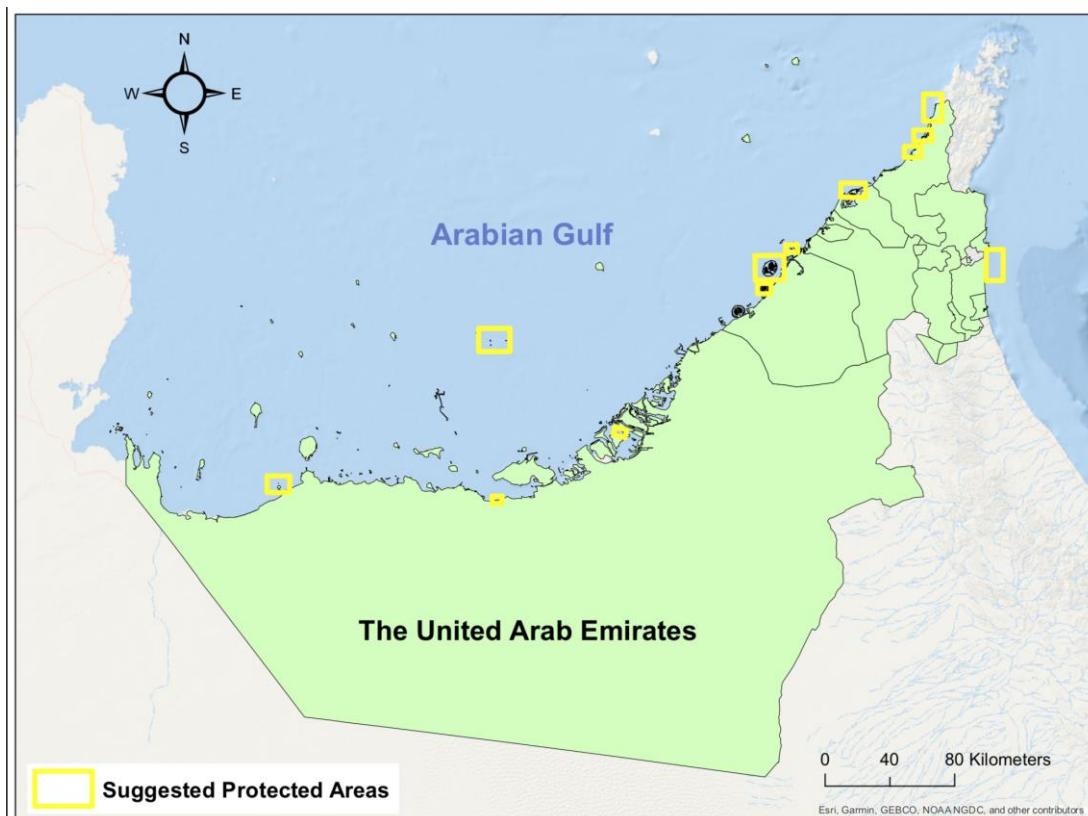 N
W E
S
Arabian Gulf
The United Arab Emirates
0 40 80 Kilometers
Suggested Protected Areas
Esri, Garmin, GEBCO, NOAA NGDC, and other contributors